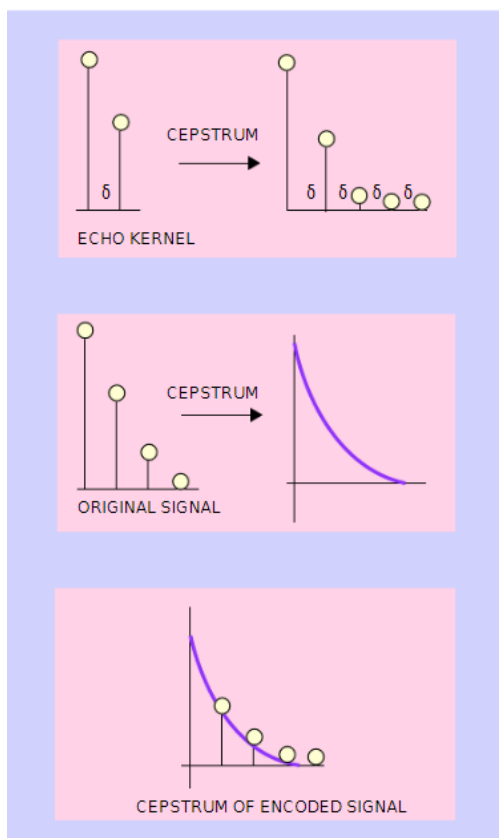 CEPSTRUM
δ
δ δ δ δ
ECHO KERNEL
CEPSTRUM
ORIGINAL SIGNAL
CEPSTRUM OF ENCODED SIGNAL